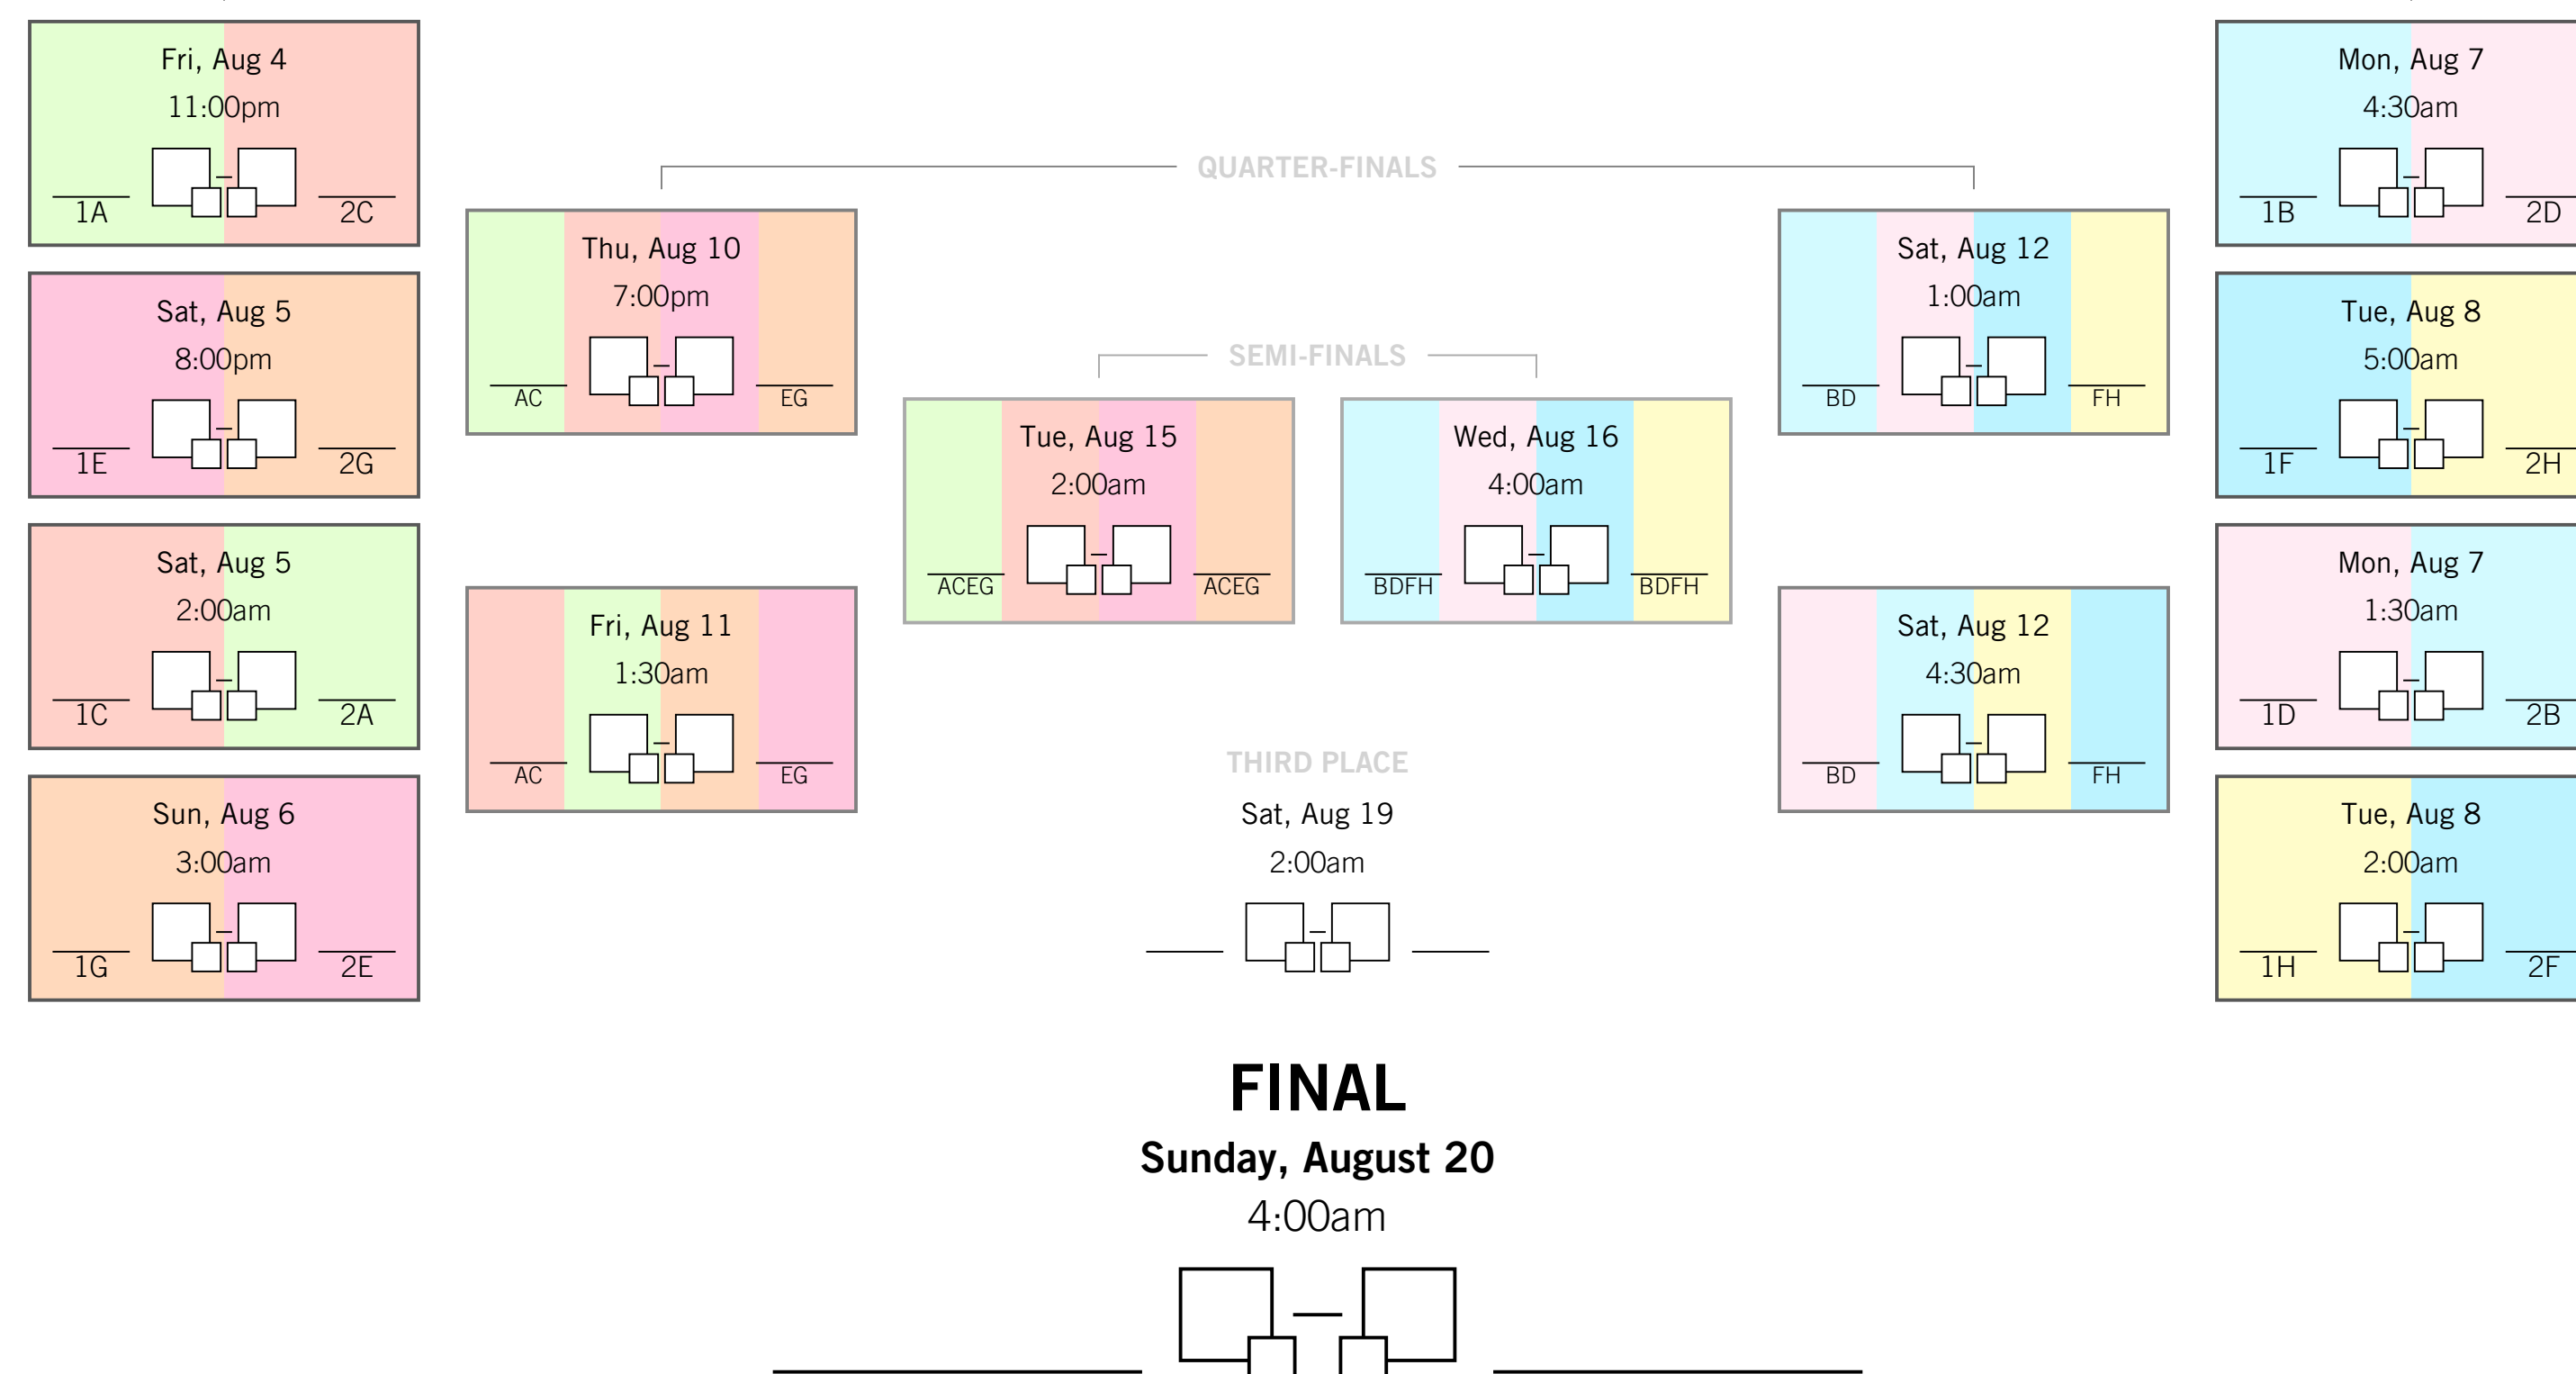 Fri, Aug 4
11:00pm
1A
2C
Sat, Aug 5
8:00pm
1E
2G
Sat, Aug 5
2:00am
1C
2A
Sun, Aug 6
3:00am
1G
2E
QUARTER-FINALS
Thu, Aug 10
7:00pm
AC
EG
Fri, Aug 11
1:30am
AC
EG
SEMI-FINALS
Tue, Aug 15
2:00am
ACEG
ACEG
Wed, Aug 16
4:00am
BDFH
BDFH
THIRD PLACE
Sat, Aug 19
2:00am
Sat, Aug 12
1:00am
BD
FH
Sat, Aug 12
4:30am
BD
FH
Mon, Aug 7
4:30am
1B
2D
Tue, Aug 8
5:00am
1F
2H
Mon, Aug 7
1:30am
1D
2B
Tue, Aug 8
2:00am
1H
2F
FINAL
Sunday, August 20
4:00am